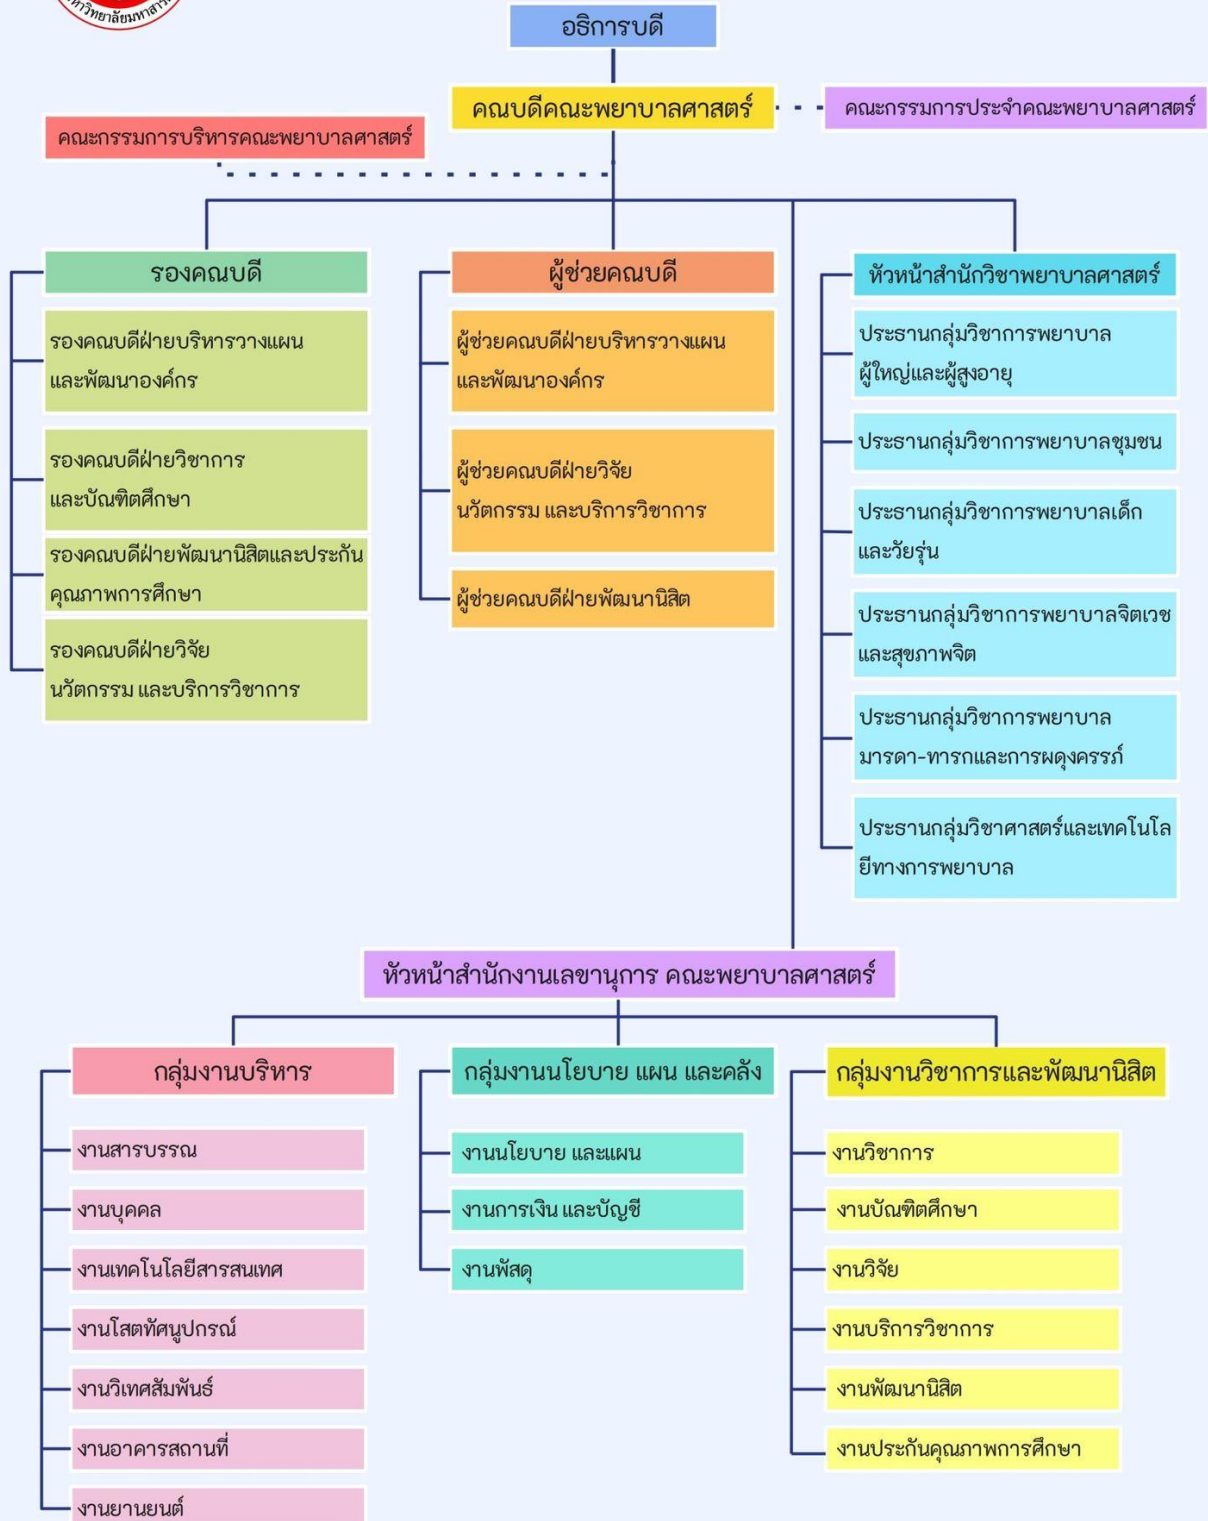 มหาวิทยาลัยมหาสาร
อธิการบดี
คณบดีคณะพยาบาลศาสตร์
คณะกรรมการประจำคณะพยาบาลศาสตร์
คณะกรรมการบริหารคณะพยาบาลศาสตร์
รองคณบดี
รองคณบดีฝ่ายบริหารวางแผน
และพัฒนาองค์กร
รองคณบดีฝ่ายวิชาการ
และบัณฑิตศึกษา
รองคณบดีฝ่ายพัฒนานิสิตและประกัน
คุณภาพการศึกษา
รองคณบดีฝ่ายวิจัย
นวัตกรรม และบริการวิชาการ
ผู้ช่วยคณบดี
ผู้ช่วยคณบดีฝ่ายบริหารวางแผน
และพัฒนาองค์กร
ผู้ช่วยคณบดีฝ่ายวิจัย
นวัตกรรม และบริการวิชาการ
ผู้ช่วยคณบดีฝ่ายพัฒนานิสิต
หัวหน้าสำนักวิชาพยาบาลศาสตร์
ประธานกลุ่มวิชาการพยาบาล
ผู้ใหญ่และผู้สูงอายุ
ประธานกลุ่มวิชาการพยาบาลชุมชน
ประธานกลุ่มวิชาการพยาบาลเด็ก
และวัยรุ่น
ประธานกลุ่มวิชาการพยาบาลจิตเวช
และสุขภาพจิต
ประธานกลุ่มวิชาการพยาบาล
มารดา-ทารกและการผดุงครรภ์
ประธานกลุ่มวิชาศาสตร์และเทคโนโล
ยีทางการพยาบาล
หัวหน้าสำนักงานเลขานุการ คณะพยาบาลศาสตร์
กลุ่มงานบริหาร
งานสารบรรณ
งานบุคคล
งานเทคโนโลยีสารสนเทศ
งานโสตทัศนูปกรณ์
งานวิเทศสัมพันธ์
งานอาคารสถานที่
งานยานยนต์
กลุ่มงานนโยบาย แผน และคลัง
งานนโยบาย และแผน
งานการเงิน และบัญชี
งานพัสดุ
กลุ่มงานวิชาการและพัฒนานิสิต
งานวิชาการ
งานบัณฑิตศึกษา
งานวิจัย
งานบริการวิชาการ
งานพัฒนานิสิต
งานประกันคุณภาพการศึกษา